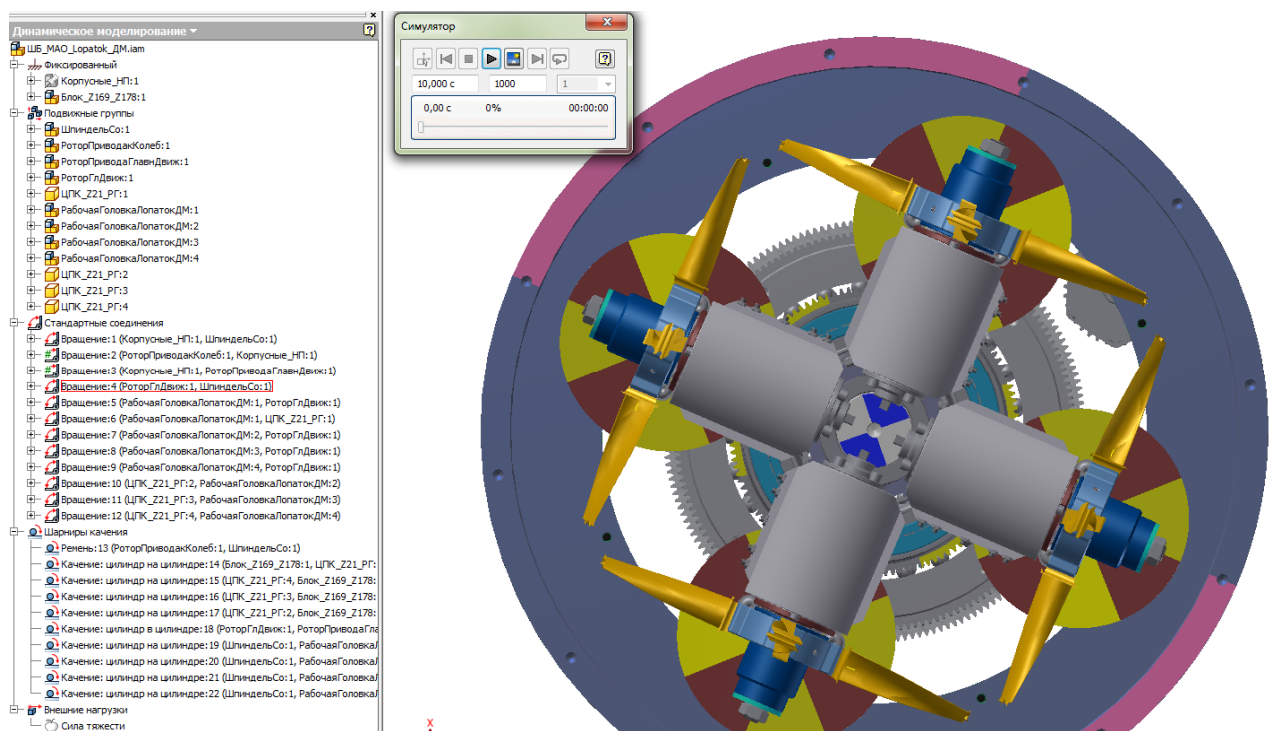 Динамическое моделирование
ШБ_МАО_Lopatok_ДМ.iam
Фиксированный
Корпусные_НП:1
Блок_Z169_Z178:1
Подвижные группы
ШпиндельСо:1
РоторПриводакКолеб:1
РоторПриводаГлавнДвиж:1
РоторГлДвиж:1
ЦПК_Z21_РГ:1
РабочаяГоловкаЛопатокДМ:1
РабочаяГоловкаЛопатокДМ:2
РабочаяГоловкаЛопатокДМ:3
РабочаяГоловкаЛопатокДМ:4
ЦПК_Z21_РГ:2
ЦПК_Z21_РГ:3
ЦПК_Z21_РГ:4
Стандартные соединения
Вращение:1 (Корпусные_НП:1, ШпиндельСо:1)
Вращение:2 (РоторПриводакКолеб:1, Корпусные_НП:1)
Вращение:3 (Корпусные_НП:1, РоторПриводаГлавнДвиж:1)
Вращение:4 (РоторГлДвиж:1, ШпиндельСо:1)
Вращение:5 (РабочаяГоловкаЛопатокДМ:1, РоторГлДвиж:1)
Вращение:6 (РабочаяГоловкаЛопатокДМ:1, ЦПК_Z21_РГ:1)
Вращение:7 (РабочаяГоловкаЛопатокДМ:2, РоторГлДвиж:1)
Вращение:8 (РабочаяГоловкаЛопатокДМ:3, РоторГлДвиж:1)
Вращение:9 (РабочаяГоловкаЛопатокДМ:4, РоторГлДвиж:1)
Вращение:10 (ЦПК_Z21_РГ:2, РабочаяГоловкаЛопатокДМ:2)
Вращение:11 (ЦПК_Z21_РГ:3, РабочаяГоловкаЛопатокДМ:3)
Вращение:12 (ЦПК_Z21_РГ:4, РабочаяГоловкаЛопатокДМ:4)
Шарниры качения
Ремень:13 (РоторПриводакКолеб:1, ШпиндельСо:1)
Качение: цилиндр на цилиндре:14 (Блок_Z169_Z178:1, ЦПК_Z21_РГ:
Качение: цилиндр на цилиндре:15 (ЦПК_Z21_РГ:4, Блок_Z169_Z178:
Качение: цилиндр на цилиндре:16 (ЦПК_Z21_РГ:3, Блок_Z169_Z178:
Качение: цилиндр на цилиндре:17 (ЦПК_Z21_РГ:2, Блок_Z169_Z178:
Качение: цилиндр в цилиндре:18 (РоторГлДвиж:1, РоторПриводаГла
Качение: цилиндр на цилиндре:19 (ШпиндельСо:1, РабочаяГоловкаЛ
Качение: цилиндр на цилиндре:20 (ШпиндельСо:1, РабочаяГоловкаЛ
Качение: цилиндр на цилиндре:21 (ШпиндельСо:1, РабочаяГоловкаЛ
Качение: цилиндр на цилиндре:22 (ШпиндельСо:1, РабочаяГоловкаЛ
Внешние нагрузки
Сила тяжести
Симулятор
10,000 с 1000 1
0,00 с 0% 00:00:00
X